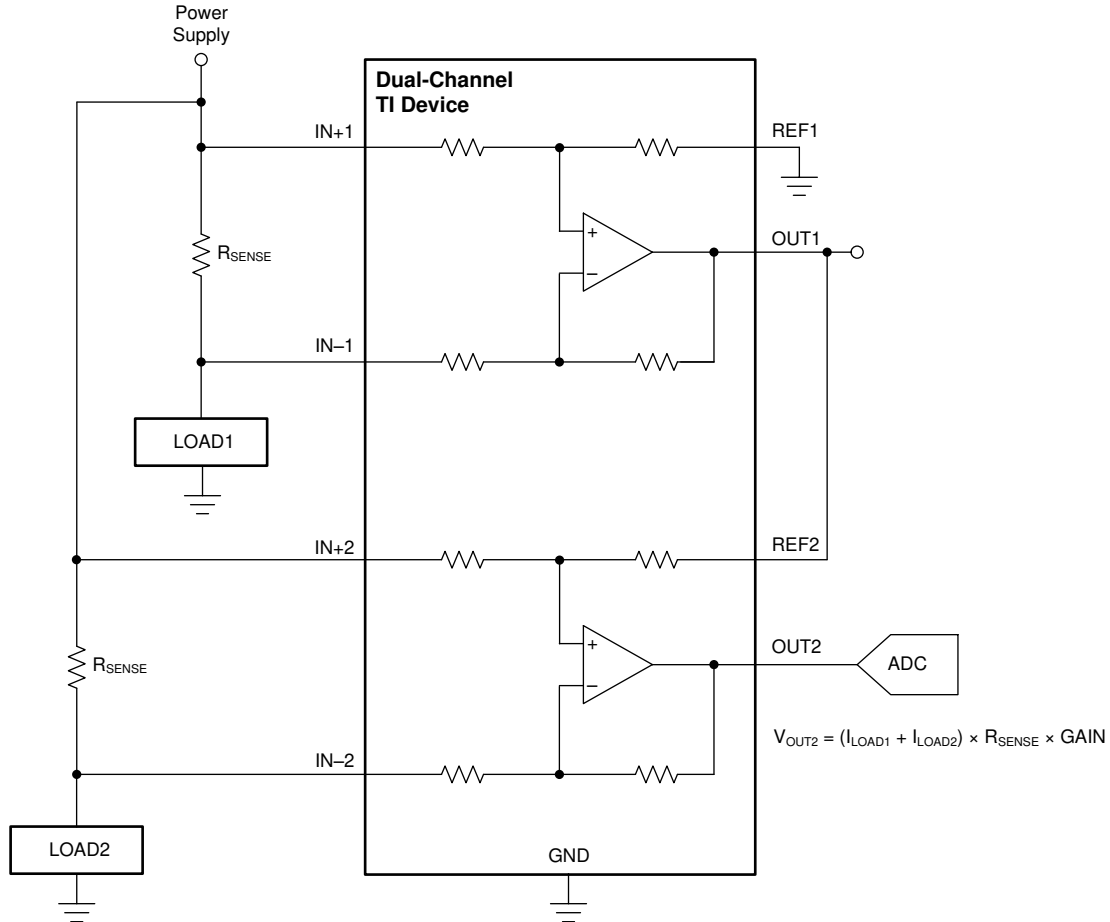 Power
Supply
Dual-Channel
TI Device
IN+1
REF1
RSENSE
+
–
OUT1
IN–1
LOAD1
IN+2
REF2
RSENSE
+
–
OUT2
ADC
VOUT2 = (ILOAD1 + ILOAD2) × RSENSE × GAIN
IN–2
LOAD2
GND